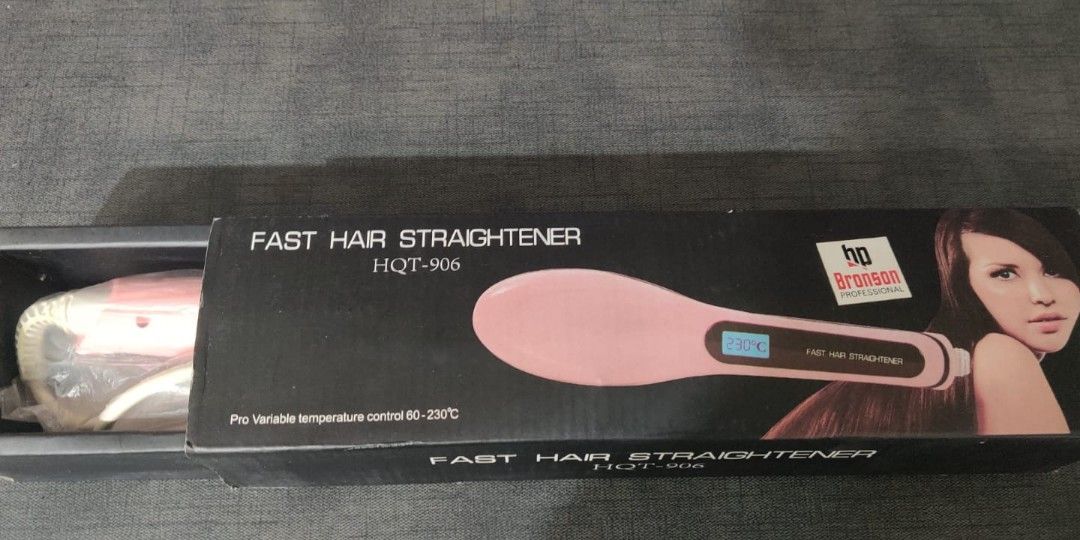 FAST HAIR STRAIGHTENER
HQT-906
hp
Bronson
PROFESSIONAL
230°C
FAST HAIR STRAIGHTENER
Pro Variable temperature control 60-230℃
FAST HAIR STRAIGHTENER
HQT-906